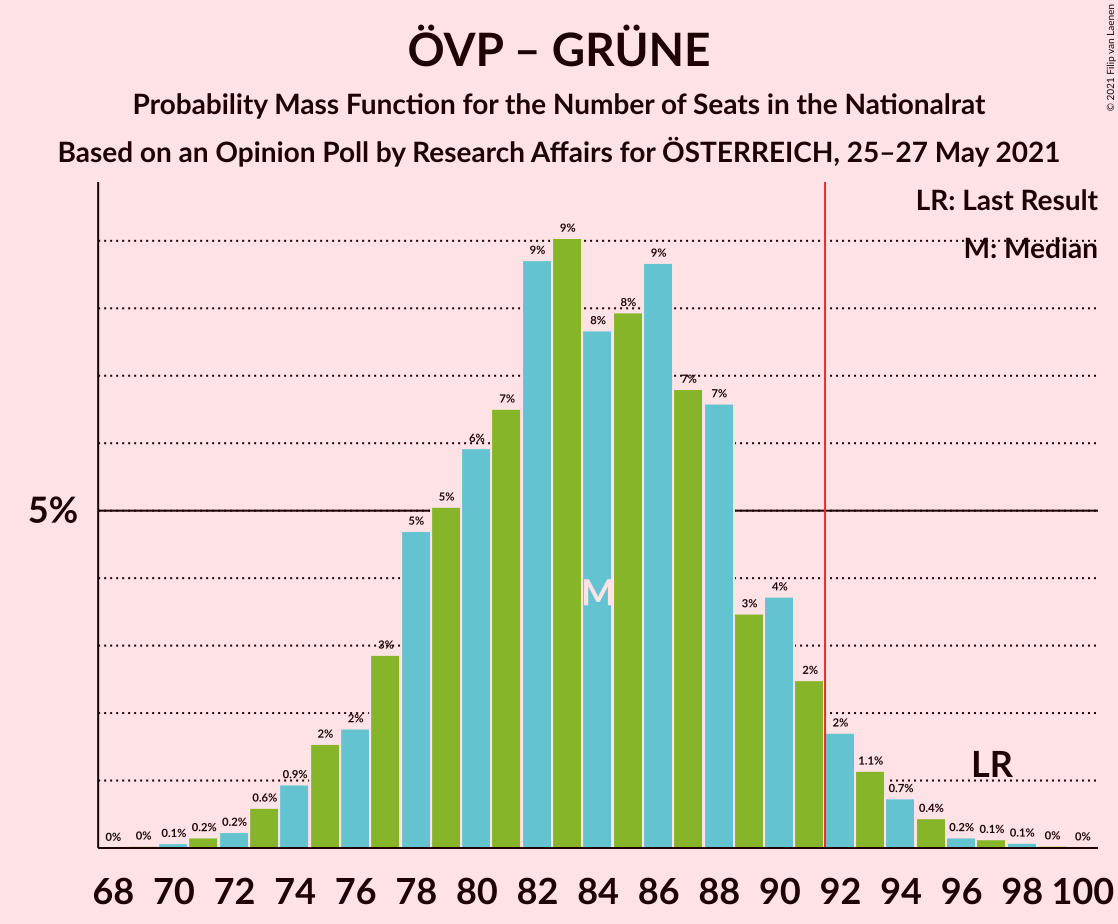 ÖVP – GRÜNE
Probability Mass Function for the Number of Seats in the Nationalrat
Based on an Opinion Poll by Research Affairs for ÖSTERREICH, 25–27 May 2021
© 2021 Filip van Laenen
LR: Last Result
M: Median
5%
0% 0% 0.1% 0.2% 0.2% 0.6% 0.9% 2% 2% 3% 5% 5% 6% 7% 9% 9% 8% 8% 9% 7% 7% 3% 4% 2% 2% 1.1% 0.7% 0.4% 0.2% 0.1% 0.1% 0% 0%
M
LR
68 70 72 74 76 78 80 82 84 86 88 90 92 94 96 98 100